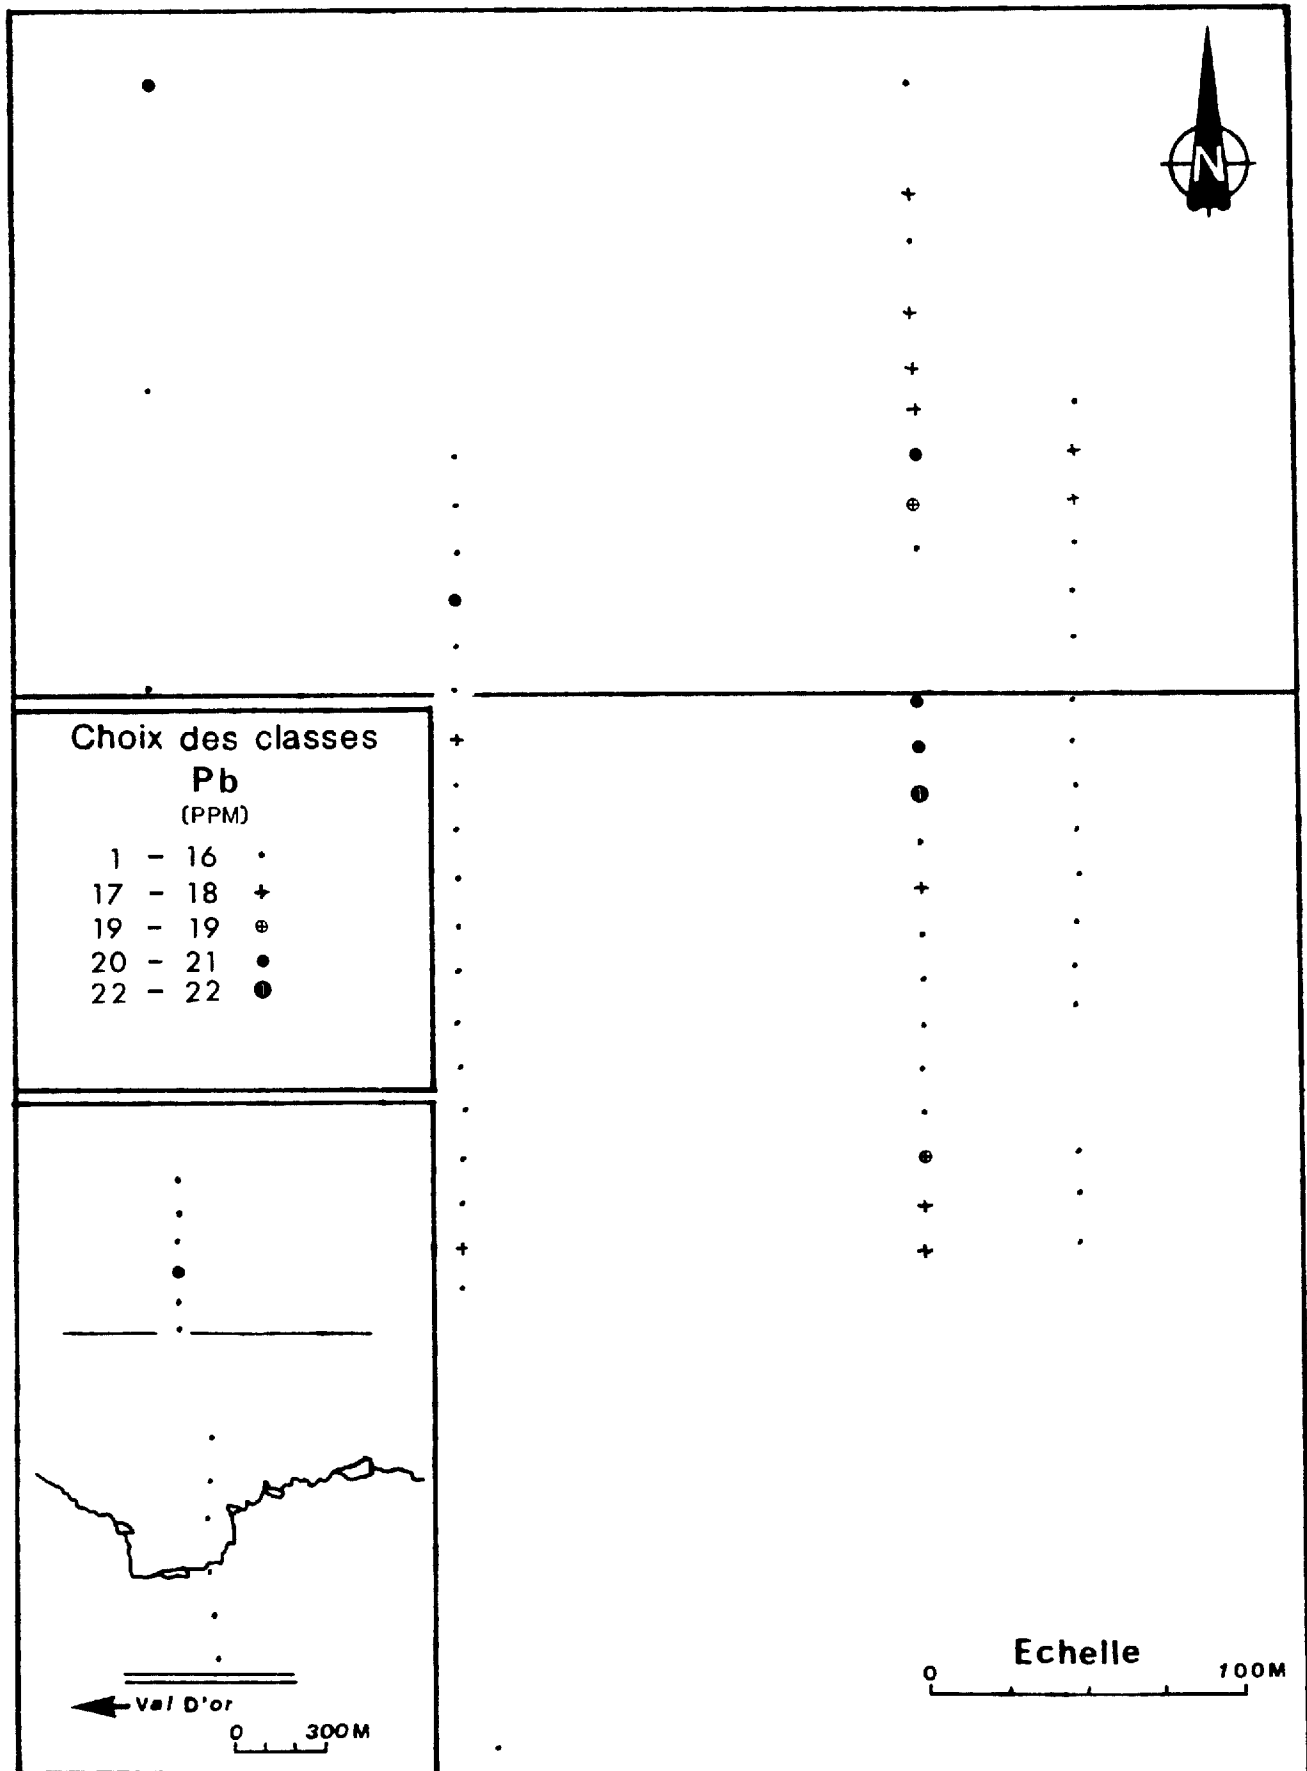 N
Choix des classes
Pb
(PPM)
1 - 16
17 - 18
19 - 19
20 - 21
22 - 22
Val D'or
0 300M
Echelle
0 100M